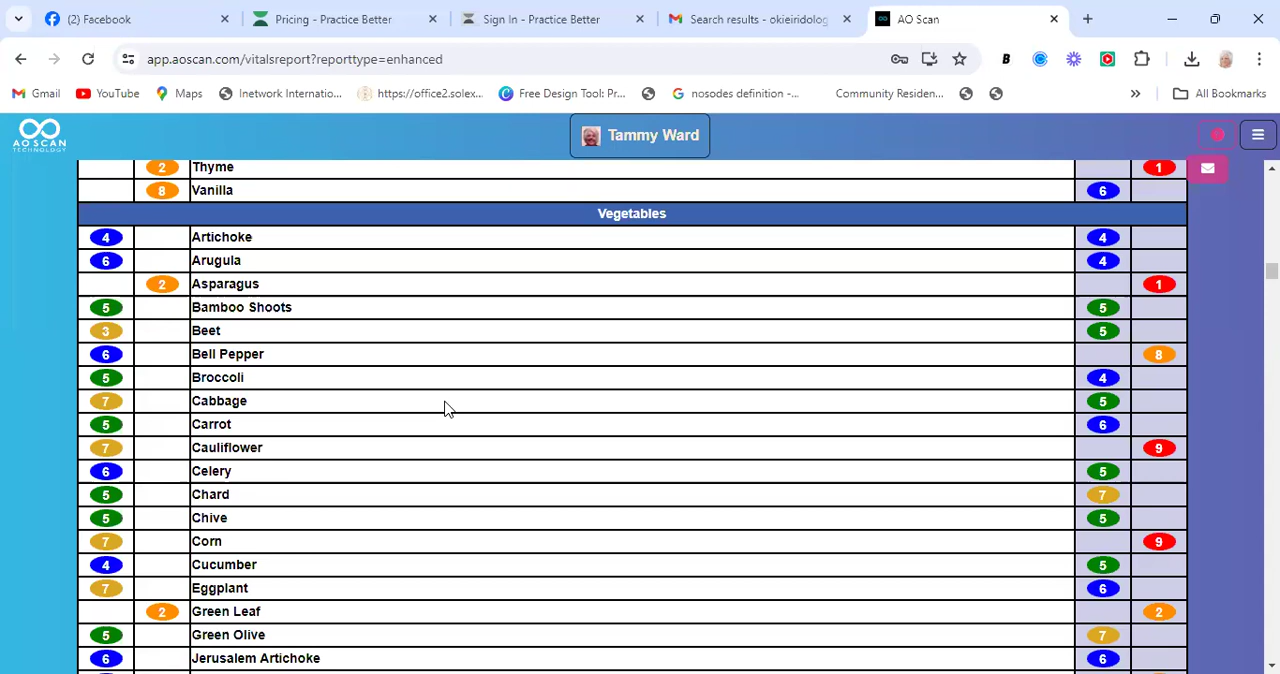 (2) Facebook
Pricing - Practice Better
Sign In - Practice Better
Search results - okieiridolog
AO Scan
app.aoscan.com/vitalsreport?reporttype=enhanced
B
Gmail
YouTube
Maps
Inetwork Internatio...
https://office2.solex...
Free Design Tool: Pr...
nosodes definition -...
Community Residen...
All Bookmarks
AO SCAN
TECHNOLOGY
Tammy Ward
2 Thyme 1
8 Vanilla 6
Vegetables
4 Artichoke 4
6 Arugula 4
2 Asparagus 1
5 Bamboo Shoots 5
3 Beet 5
6 Bell Pepper 8
5 Broccoli 4
7 Cabbage 5
5 Carrot 6
7 Cauliflower 9
6 Celery 5
5 Chard 7
5 Chive 5
7 Corn 9
4 Cucumber 5
7 Eggplant 6
2 Green Leaf 2
5 Green Olive 7
6 Jerusalem Artichoke 6